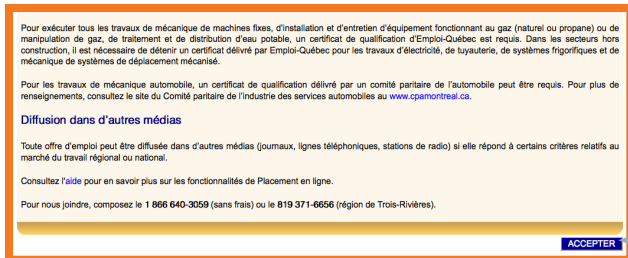 Pour exécuter tous les travaux de mécanique de machines fixes, d'installation et d'entretien d'équipement fonctionnant au gaz (naturel ou propane) ou de
manipulation de gaz, de traitement et de distribution d'eau potable, un certificat de qualification d'Emploi-Québec est requis. Dans les secteurs hors
construction, il est nécessaire de détenir un certificat délivré par Emploi-Québec pour les travaux d'électricité, de tuyauterie, de systèmes frigorifiques et de
mécanique de systèmes de déplacement mécanisé.
Pour les travaux de mécanique automobile, un certificat de qualification délivré par un comité paritaire de l'automobile peut être requis. Pour plus de
renseignements, consultez le site du Comité paritaire de l'industrie des services automobiles au www.cpamontreal.ca.
Diffusion dans d'autres médias
Toute offre d'emploi peut être diffusée dans d'autres médias (journaux, lignes téléphoniques, stations de radio) si elle répond à certains critères relatifs au
marché du travail régional ou national.
Consultez l'aide pour en savoir plus sur les fonctionnalités de Placement en ligne.
Pour nous joindre, composez le 1 866 640-3059 (sans frais) ou le 819 371-6656 (région de Trois-Rivières).
ACCEPTER